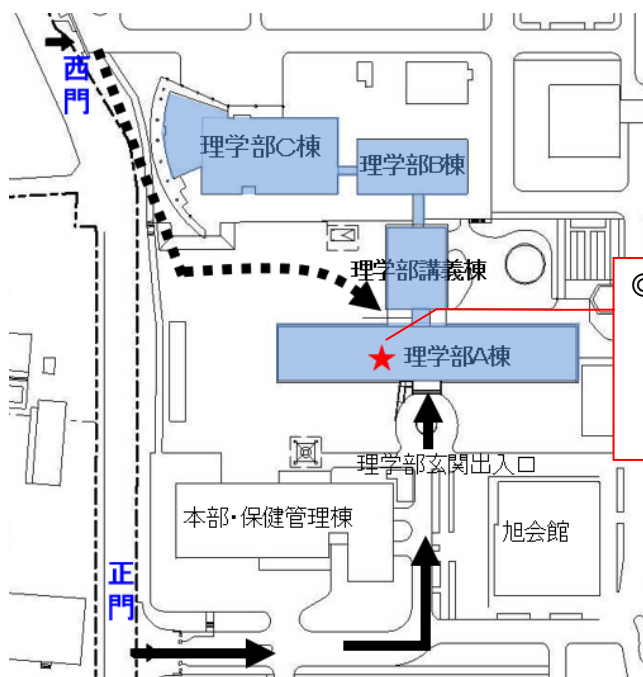 西
門
理学部C棟
理学部B棟
理学部講義棟
◎
理学部A棟
理学部玄関出入口
本部・保健管理棟
旭会館
正
門